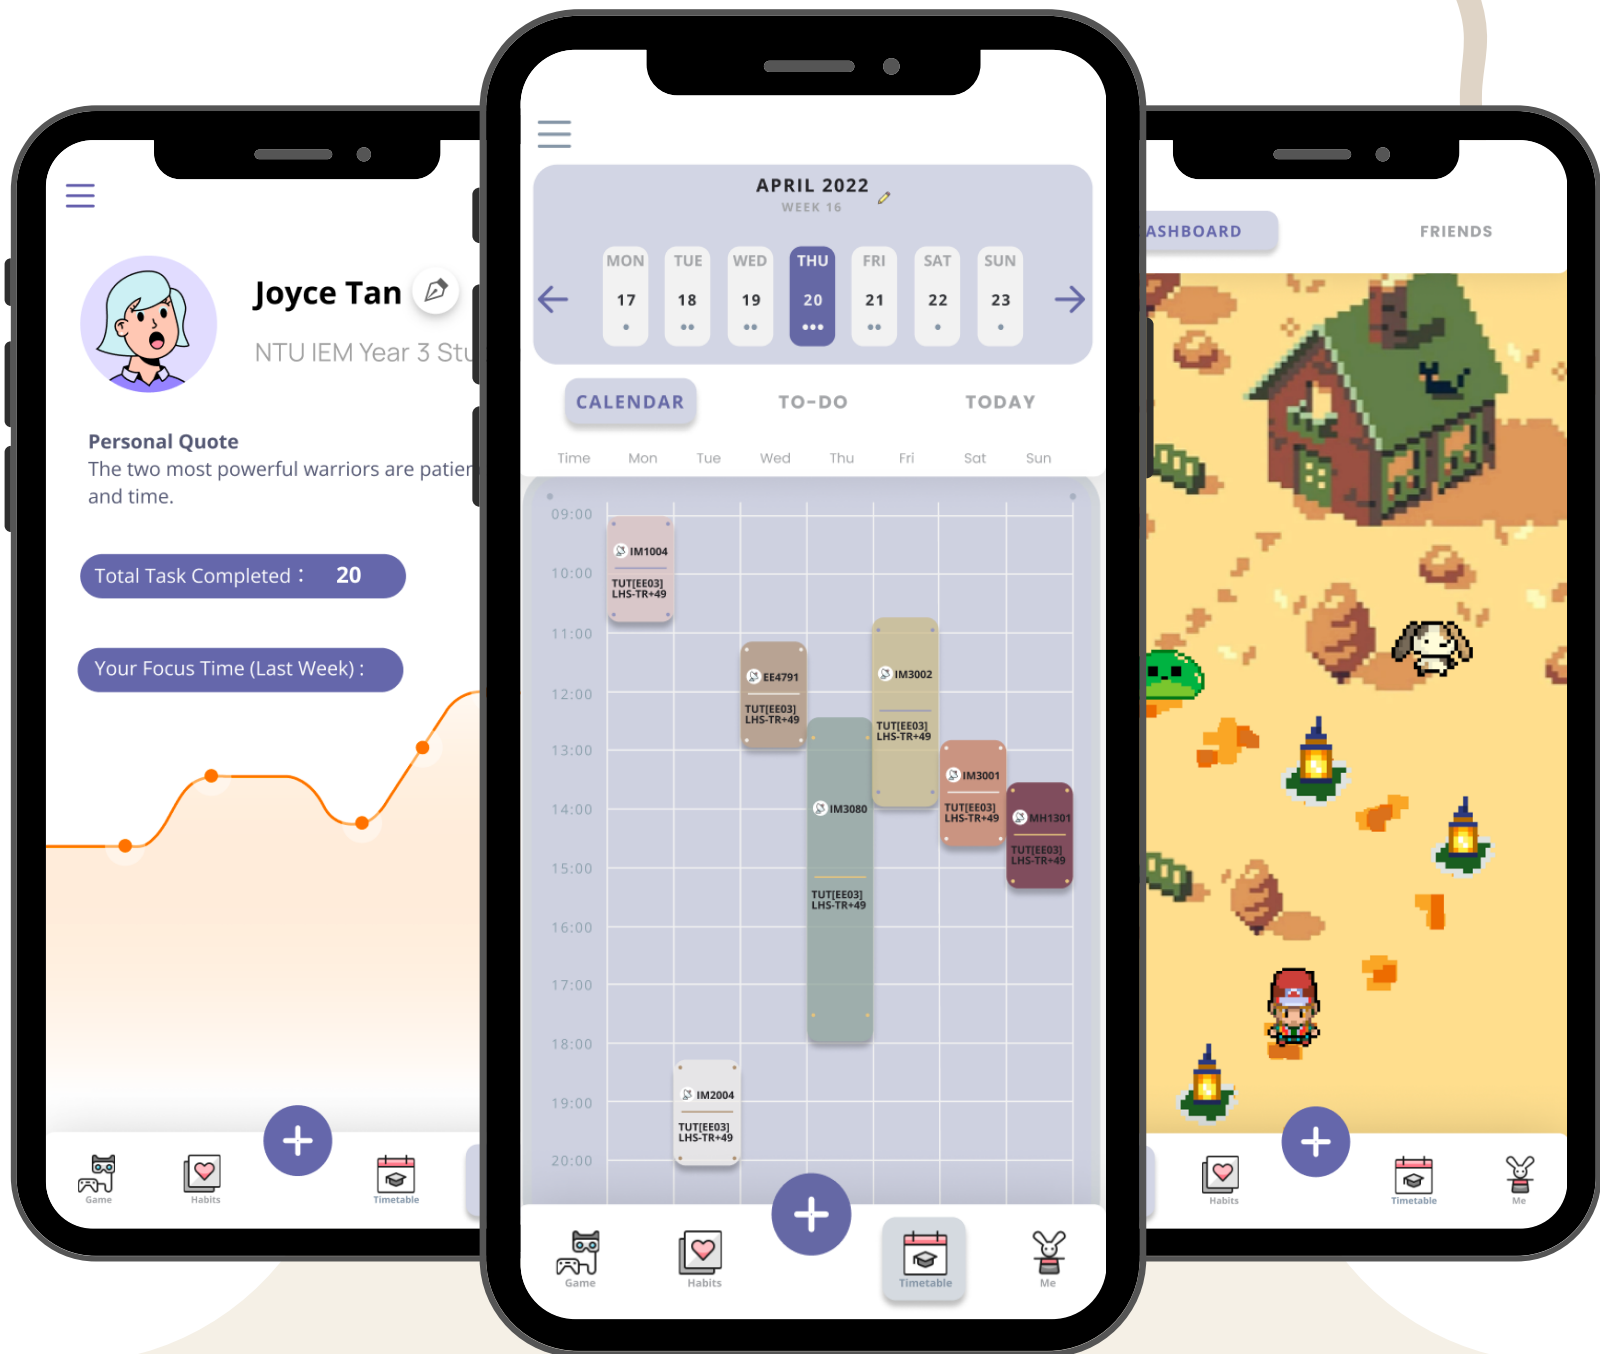 Joyce Tan
NTU IEM Year 3
Personal Quote
The two most powerful warriors are
and time.
Total Task Completed : 20
Your Focus Time (Last Week) :
Game
Habits
Timetable
APRIL 2022
WEEK 16
MON TUE WED THU FRI SAT SUN
17 18 19 20 21 22 23
CALENDAR TO-DO TODAY
Time Mon Tue Wed Thu Fri Sat Sun
09:00
10:00
11:00
12:00
13:00
14:00
15:00
16:00
17:00
18:00
19:00
20:00
IM1004
TUT[EE03]
LHS-TR+49
IM2004
TUT[EE03]
LHS-TR+49
EE4791
TUT[EE03]
LHS-TR+49
IM3080
TUT[EE03]
LHS-TR+49
IM3002
TUT[EE03]
LHS-TR+49
IM3001
TUT[EE03]
LHS-TR+49
MH1301
TUT[EE03]
LHS-TR+49
Game
Habits
Timetable
Me
ASHBOARD
FRIENDS
Habits
Timetable
Me